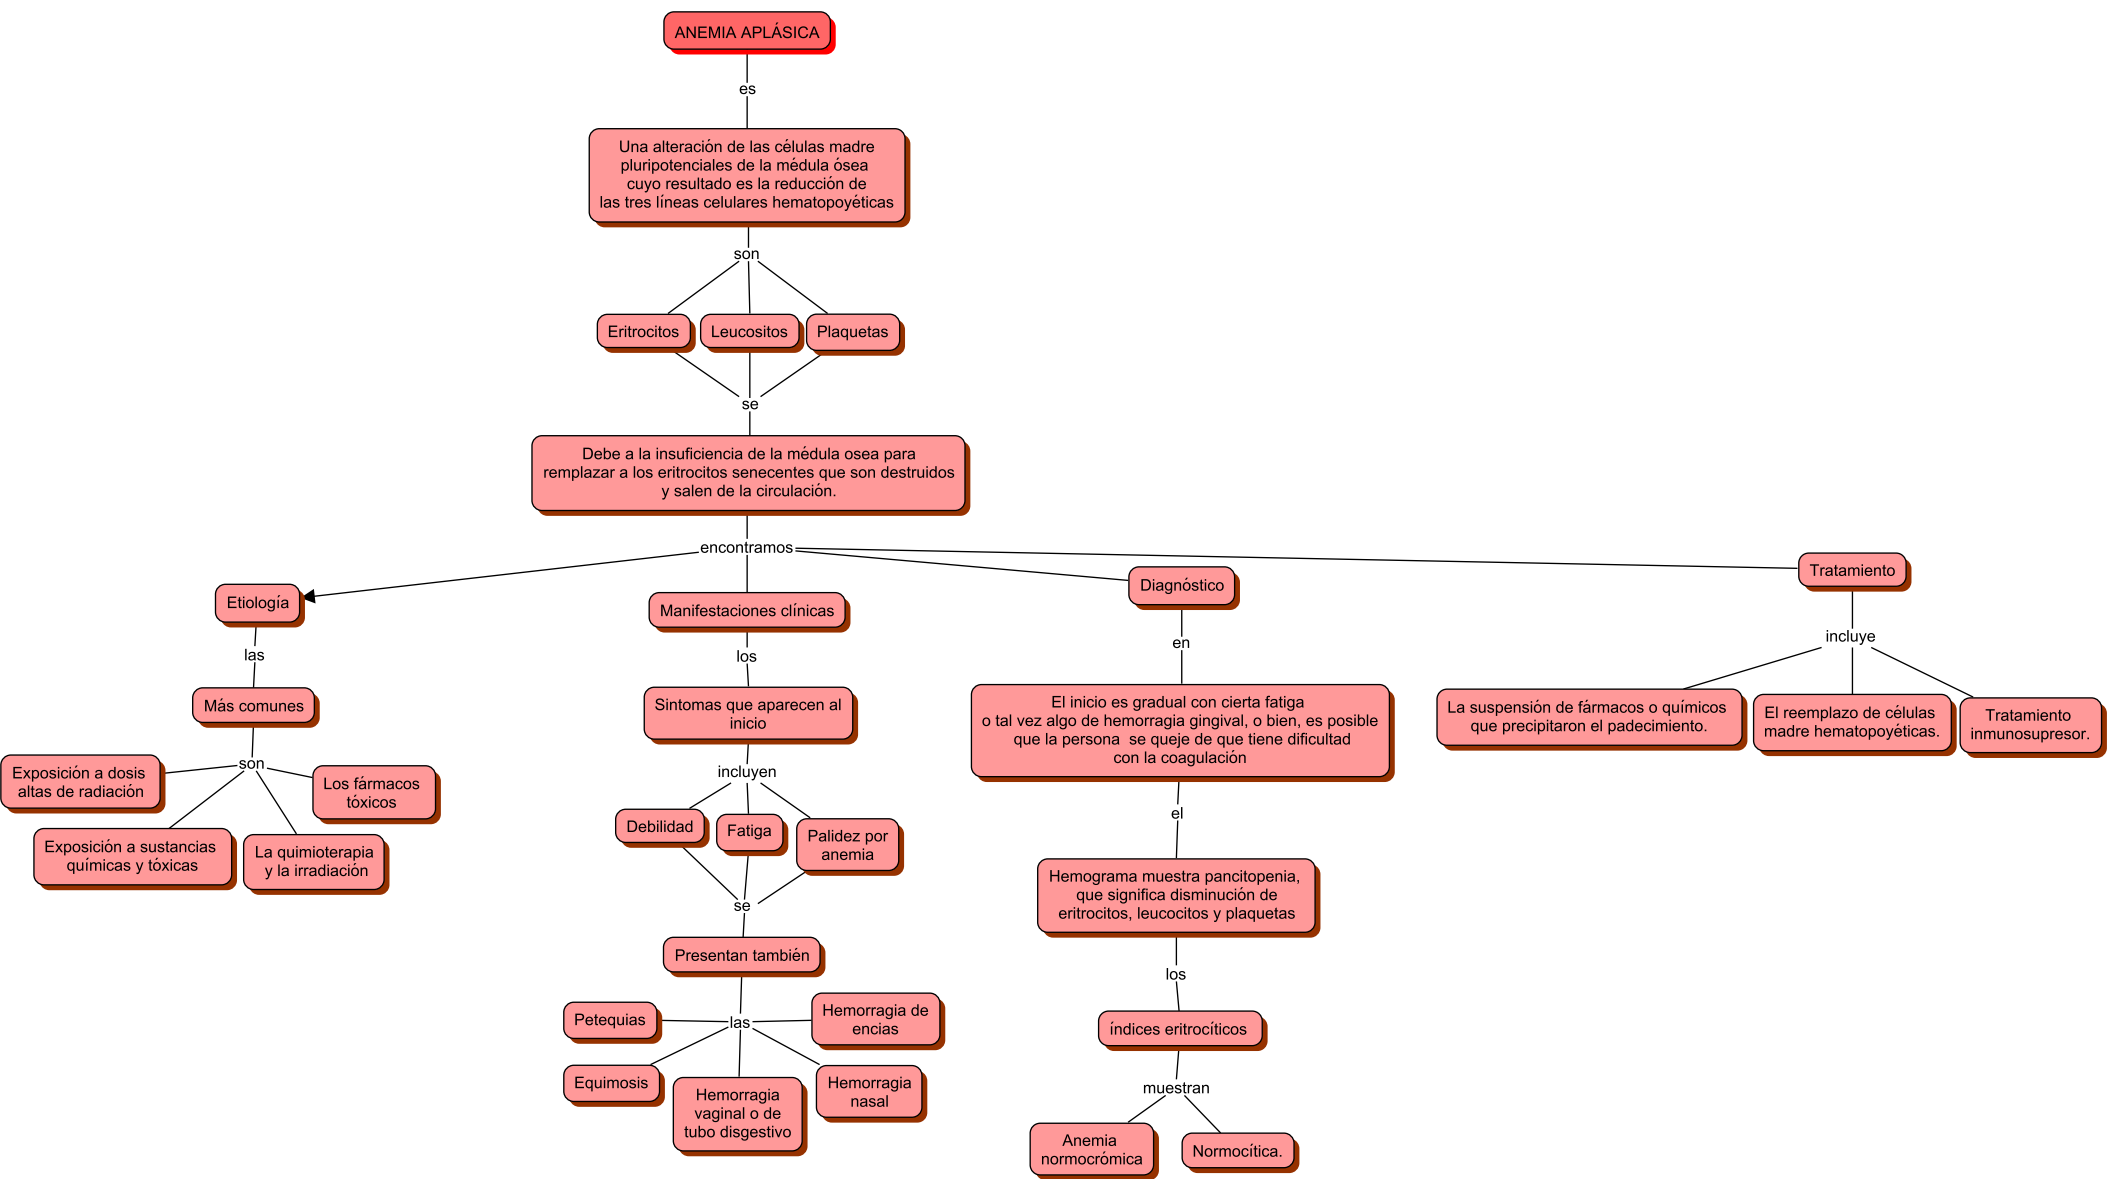 ANEMIA APLÁSICA
es
Una alteración de las células madre
pluripotenciales de la médula ósea
cuyo resultado es la reducción de
las tres líneas celulares hematopoyéticas
son
Eritrocitos
Leucositos
Plaquetas
se
Debe a la insuficiencia de la médula osea para
remplazar a los eritrocitos senecentes que son destruidos
y salen de la circulación.
encontramos
Etiología
las
Más comunes
son
Exposición a dosis
altas de radiación
Exposición a sustancias
químicas y tóxicas
La quimioterapia
y la irradiación
Los fármacos
tóxicos
Manifestaciones clínicas
los
Sintomas que aparecen al
inicio
incluyen
Debilidad
Fatiga
Palidez por
anemia
se
Presentan también
las
Petequias
Equimosis
Hemorragia
vaginal o de
tubo disgestivo
Hemorragia
nasal
Hemorragia de
encias
Diagnóstico
en
El inicio es gradual con cierta fatiga
o tal vez algo de hemorragia gingival, o bien, es posible
que la persona se queje de que tiene dificultad
con la coagulación
el
Hemograma muestra pancitopenia,
que significa disminución de
eritrocitos, leucocitos y plaquetas
los
índices eritrocíticos
muestran
Anemia
normocrómica
Normocítica.
Tratamiento
incluye
La suspensión de fármacos o químicos
que precipitaron el padecimiento.
El reemplazo de células
madre hematopoyéticas.
Tratamiento
inmunosupresor.